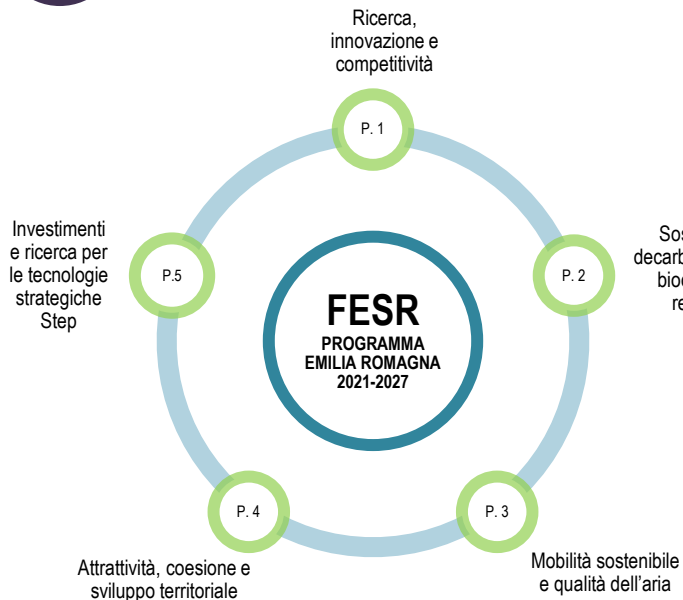 Ricerca,
innovazione e
competitività
P. 1
Investimenti
e ricerca per
le tecnologie
strategiche
Step
P.5
P. 2
FESR
PROGRAMMA
EMILIA ROMAGNA
2021-2027
P. 4
P. 3
Attrattività, coesione e
sviluppo territoriale
Mobilità sostenibile
e qualità dell’aria